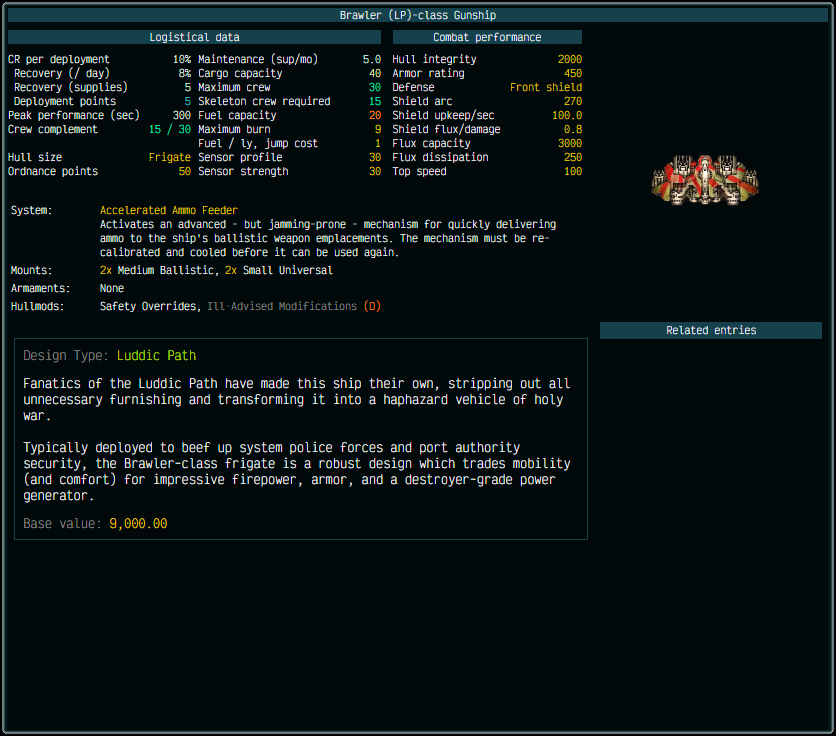 Brawler (LP)-class Gunship
Logistical data
Combat performance
CR per deployment 10% Maintenance (sup/mo) 5.0 Hull integrity 2000
Recovery (/ day) 8% Cargo capacity 40 Armor rating 450
Recovery (supplies) 5 Maximum crew 30 Defense Front shield
Deployment points 5 Skeleton crew required 15 Shield arc 270
Peak performance (sec) 300 Fuel capacity 20 Shield upkeep/sec 100.0
Crew complement 15 / 30 Maximum burn 9 Shield flux/damage 0.8
Fuel / ly, jump cost 1 Flux capacity 3000
Hull size Frigate Sensor profile 30 Flux dissipation 250
Ordnance points 50 Sensor strength 30 Top speed 100
System: Accelerated Ammo Feeder
Activates an advanced - but jamming-prone - mechanism for quickly delivering
ammo to the ship's ballistic weapon emplacements. The mechanism must be re-
calibrated and cooled before it can be used again.
Mounts: 2x Medium Ballistic, 2x Small Universal
Armaments: None
Hullmods: Safety Overrides, Ill-Advised Modifications (D)
Related entries
Design Type: Luddic Path
Fanatics of the Luddic Path have made this ship their own, stripping out all
unnecessary furnishing and transforming it into a haphazard vehicle of holy
war.
Typically deployed to beef up system police forces and port authority
security, the Brawler-class frigate is a robust design which trades mobility
(and comfort) for impressive firepower, armor, and a destroyer-grade power
generator.
Base value: 9,000.00